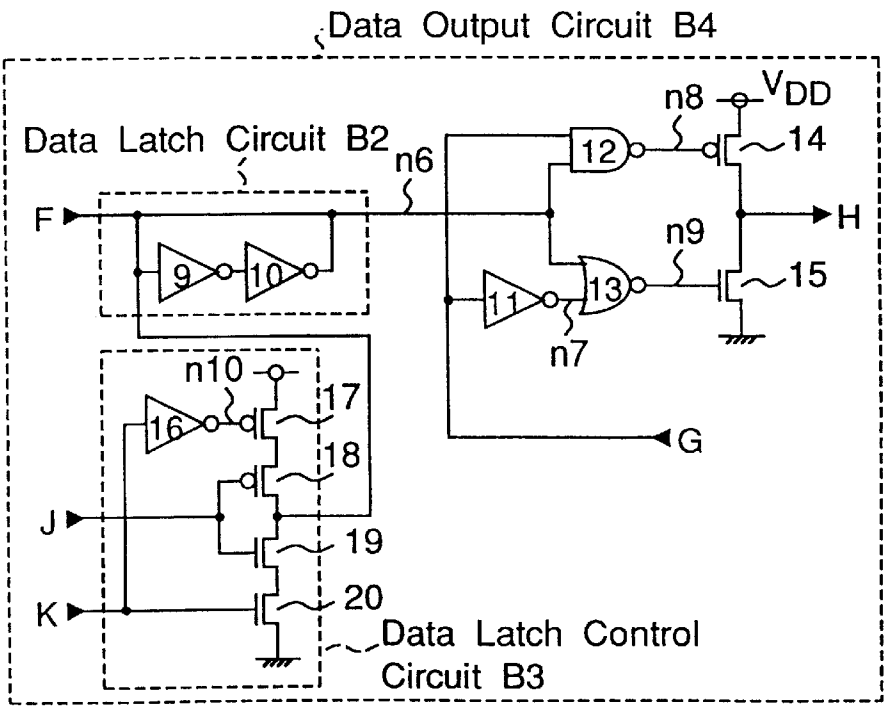 Data Output Circuit B4
VDD
n8
14
Data Latch Circuit B2
12
n6
F
H
9
10
n9
15
11
13
n7
n10
17
16
G
18
J
19
K
20
Data Latch Control
Circuit B3